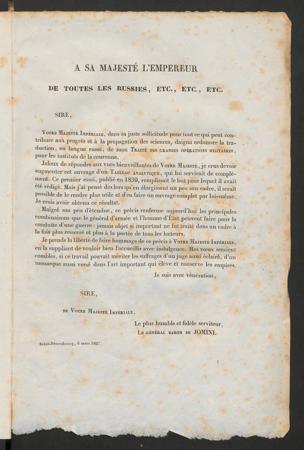 A SA MAJESTÉ L'EMPEREUR
DE TOUTES LES RUSSIES, ETC., ETC., ETC.
SIRE,
VOTRE MAJESTÉ IMPÉRIALE, dans sa juste sollicitude pour tout ce qui peut con-
tribuer aux progrès et à la propagation des sciences, daigna ordonner la tra-
duction, en langue russe, de mon TRAITÉ DES GRANDES OPÉRATIONS MILITAIRES,
pour les instituts de la couronne.
Jaloux de répondre aux vues bienveillantes de VOTRE MAJESTÉ, je crus devoir
augmenter cet ouvrage d'un TABLEAU ANALYTIQUE, qui lui servirait de complé-
ment. Ce premier essai, publié en 1830, remplissait le but pour lequel il avait
été rédigé. Mais j'ai pensé dès lors qu'en élargissant un peu son cadre, il serait
possible de le rendre plus utile et d'en faire un ouvrage complet par lui-même.
Je crois avoir obtenu ce résultat.
Malgré son peu d'étendue, ce précis renferme aujourd'hui les principales
combinaisons que le général d'armée et l'homme d'État peuvent faire pour la
conduite d'une guerre : jamais objet si important ne fut traité dans un cadre à
la fois plus resserré et plus à la portée de tous les lecteurs.
Je prends la liberté de faire hommage de ce précis à VOTRE MAJESTÉ IMPÉRIALE,
en la suppliant de vouloir bien l'accueillir avec indulgence. Mes vœux seraient
comblés, si ce travail pouvait mériter les suffrages d'un juge aussi éclairé, d'un
monarque aussi versé dans l'art important qui élève et conserve les empires.
Je suis avec vénération,
SIRE,
DE VOTRE MAJESTÉ IMPÉRIALE,
Le plus humble et fidèle serviteur,
LE GÉNÉRAL BARON DE JOMINI.
Saint-Pétersbourg, 6 mars 1837.